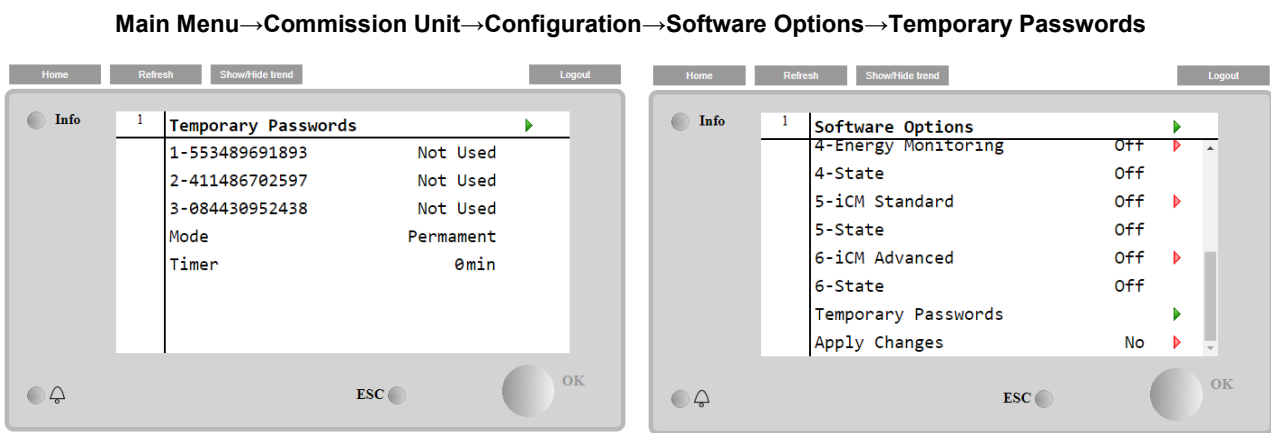 Main Menu→Commission Unit→Configuration→Software Options→Temporary Passwords
Home Refresh Show/Hide trend Logout
Info
1 Temporary Passwords
1-553489691893 Not Used
2-411486702597 Not Used
3-084430952438 Not Used
Mode Permament
Timer 0min
ESC
OK
Home Refresh Show/Hide trend Logout
Info
1 Software Options
4-Energy Monitoring Off
4-State Off
5-iCM Standard Off
5-State Off
6-iCM Advanced Off
6-State Off
Temporary Passwords
Apply Changes No
ESC
OK